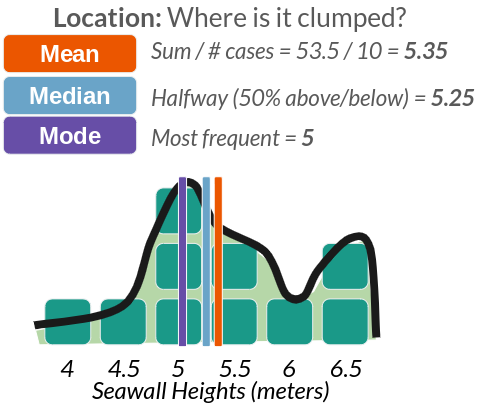 Location: Where is it clumped?
Mean Sum / # cases = 53.5 / 10 = 5.35
Median Halfway (50% above/below) = 5.25
Mode Most frequent = 5
4 4.5 5 5.5 6 6.5
Seawall Heights (meters)